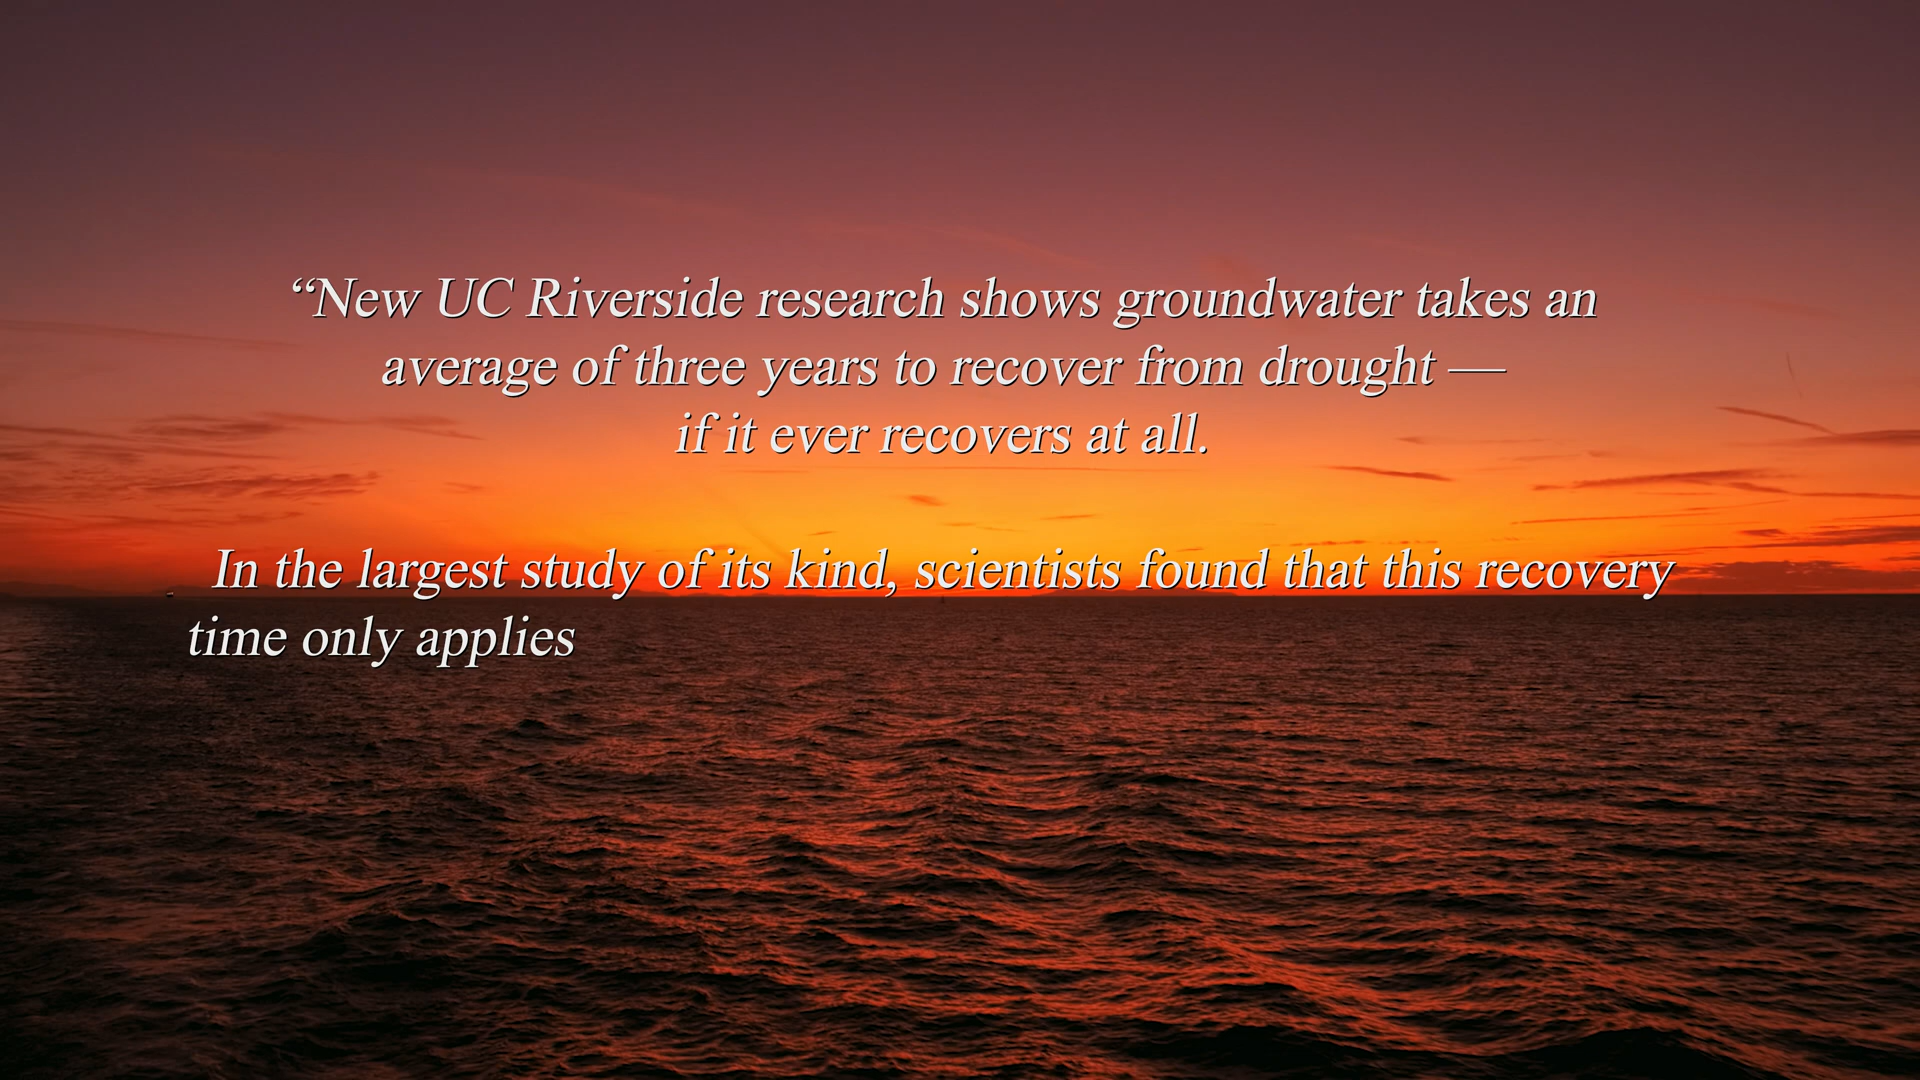 “New UC Riverside research shows groundwater takes an
average of three years to recover from drought —
if it ever recovers at all.
In the largest study of its kind, scientists found that this recovery
time only applies